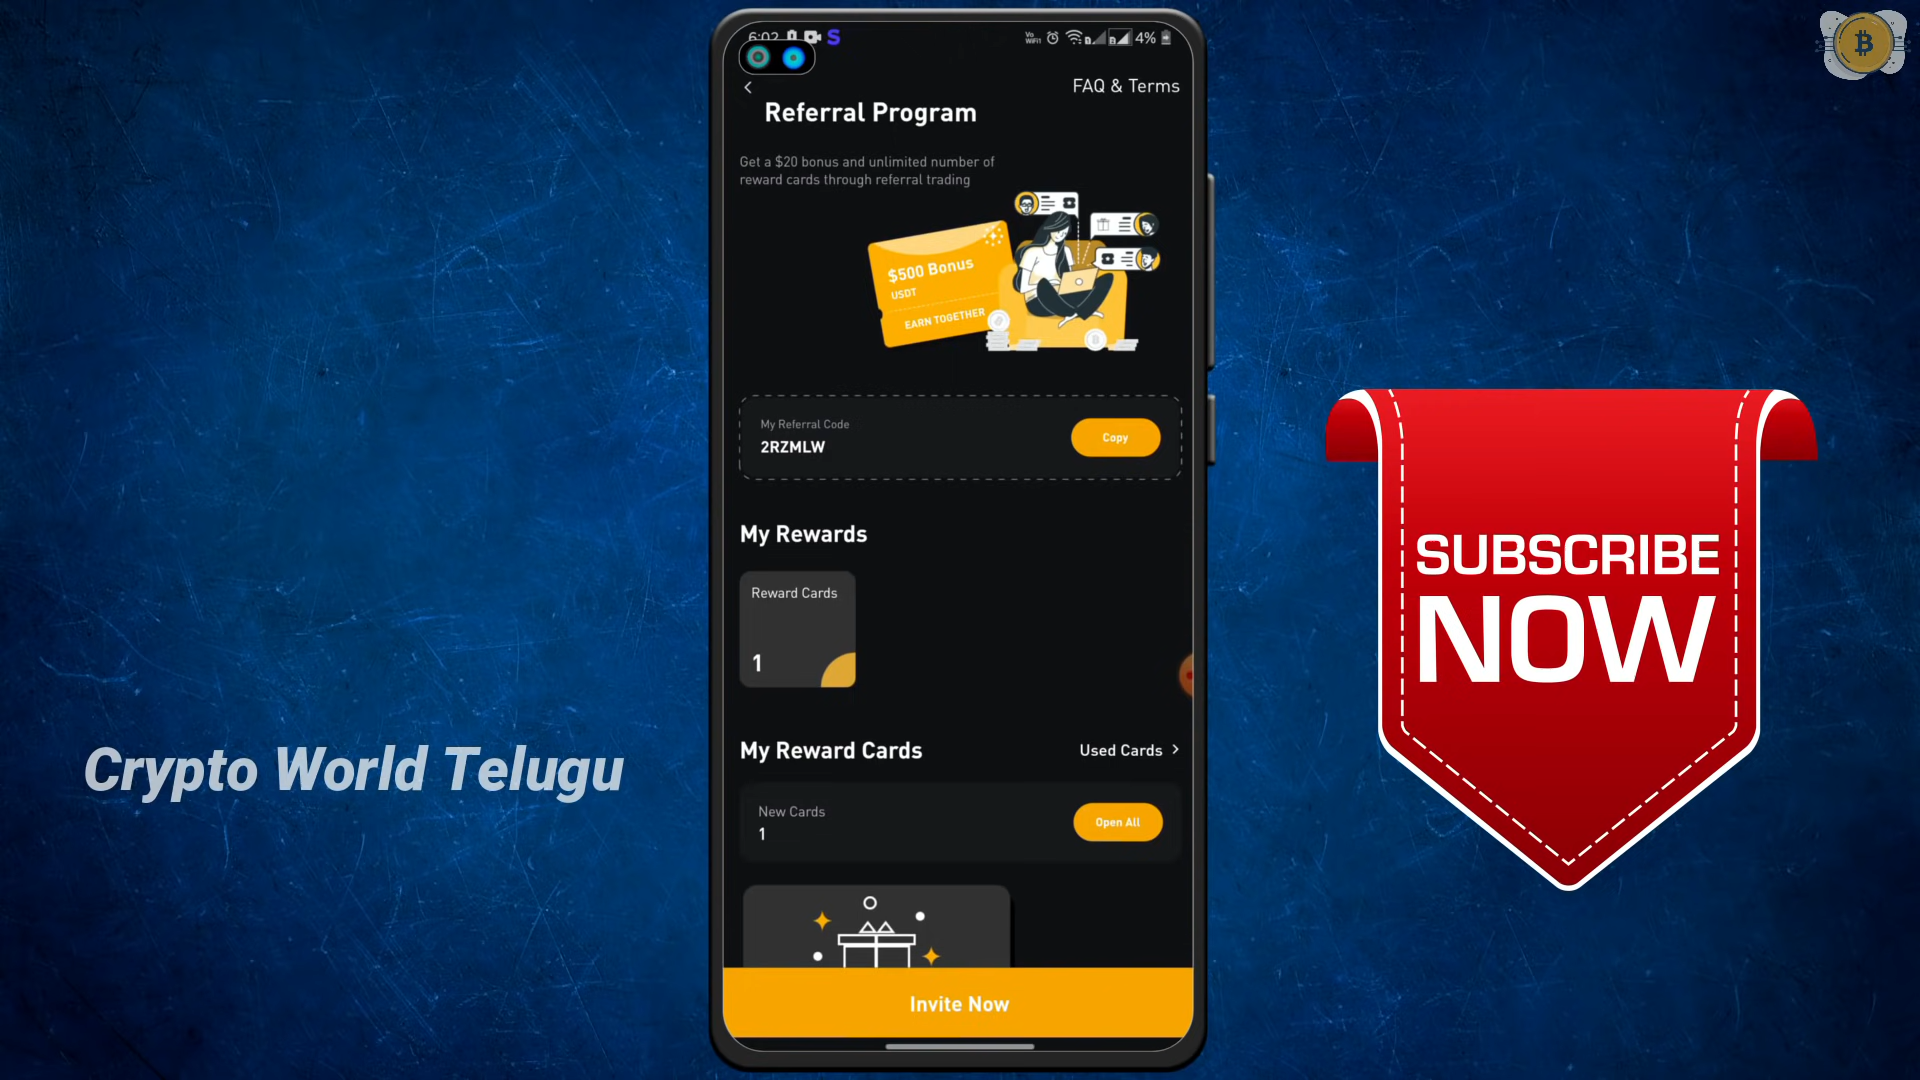 6:02
S
Vo
WiFi1
4%
FAQ & Terms
Referral Program
Get a $20 bonus and unlimited number of
reward cards through referral trading
$500 Bonus
USDT
EARN TOGETHER
My Referral Code
2RZMLW
Copy
My Rewards
Reward Cards
1
My Reward Cards
Used Cards
New Cards
1
Open All
Invite Now
Crypto World Telugu
SUBSCRIBE
NOW